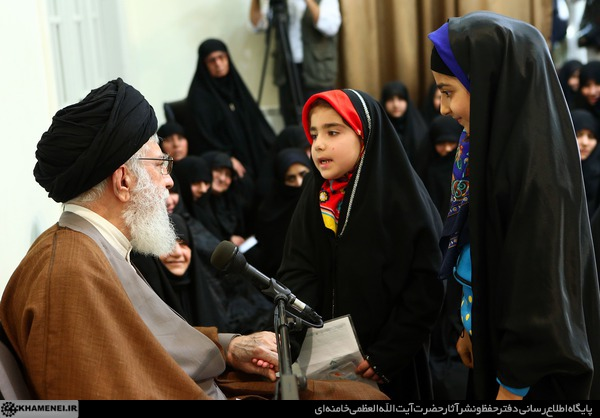 KHAMENEI.IR
پایگاه اطلاع رسانی دفتر حفظ و نشر آثار حضرت آیت الله العظمی خامنه‌ای